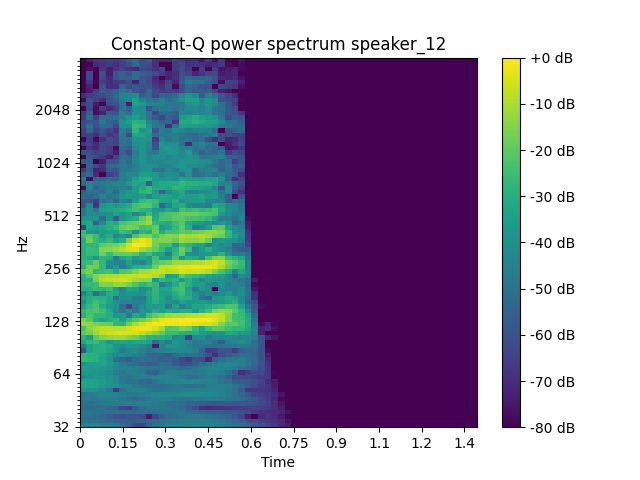 Constant-Q power spectrum speaker_12
+0 dB
-10 dB
-20 dB
-30 dB
-40 dB
-50 dB
-60 dB
-70 dB
-80 dB
2048
1024
512
256
128
64
32
Hz
0 0.15 0.3 0.45 0.6 0.75 0.9 1.1 1.2 1.4
Time